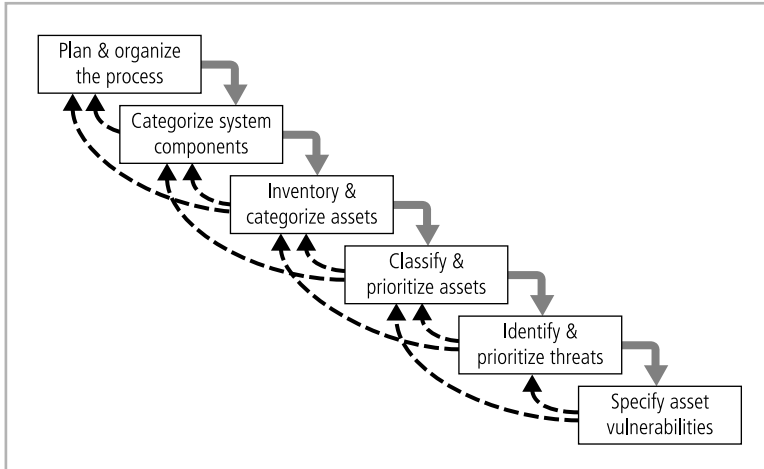 Plan & organize
the process
Categorize system
components
Inventory &
categorize assets
Classify &
prioritize assets
Identify &
prioritize threats
Specify asset
vulnerabilities